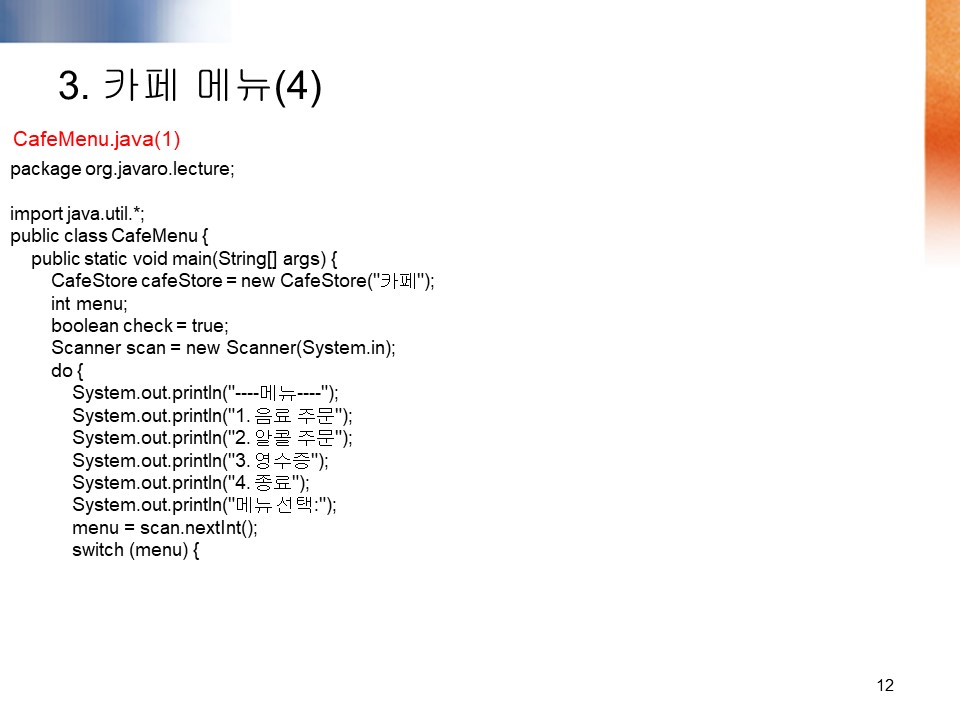 3. 카페 메뉴(4)
CafeMenu.java(1)
package org.javaro.lecture;
import java.util.*;
public class CafeMenu {
public static void main(String[] args) {
CafeStore cafeStore = new CafeStore("카페");
int menu;
boolean check = true;
Scanner scan = new Scanner(System.in);
do {
System.out.println("----메뉴----");
System.out.println("1. 음료 주문");
System.out.println("2. 알콜 주문");
System.out.println("3. 영수증");
System.out.println("4. 종료");
System.out.println("메뉴 선택:");
menu = scan.nextInt();
switch (menu) {
12